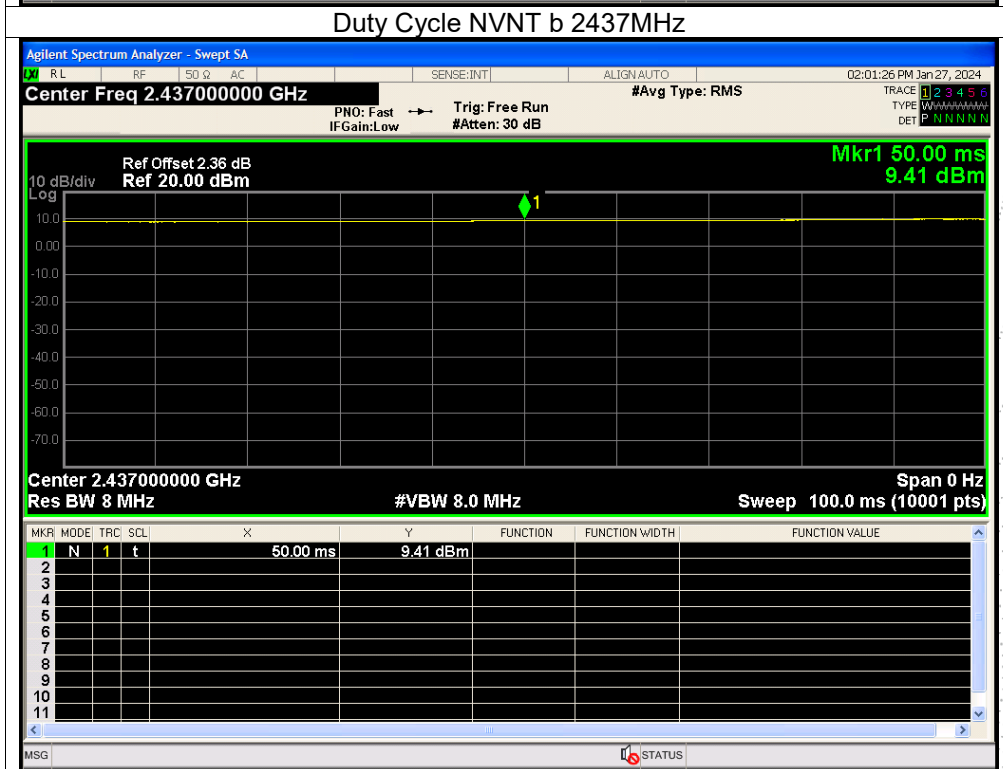 Duty Cycle NVNT b 2437MHz
Agilent Spectrum Analyzer - Swept SA
LXI RL RF 50 Ω AC SENSE:INT ALIGN AUTO 02:01:26 PM Jan 27, 2024
Center Freq 2.437000000 GHz #Avg Type: RMS TRACE 1 2 3 4 5 6
PNO: Fast Trig: Free Run TYPE WWWWWW
IFGain:Low #Atten: 30 dB DET P N N N N N
Mkr1 50.00 ms
Ref Offset 2.36 dB
10 dB/div Ref 20.00 dBm 9.41 dBm
Log
1
10.0
0.00
-10.0
-20.0
-30.0
-40.0
-50.0
-60.0
-70.0
Center 2.437000000 GHz Span 0 Hz
Res BW 8 MHz #VBW 8.0 MHz Sweep 100.0 ms (10001 pts)
MKR MODE TRC SCL X Y FUNCTION FUNCTION WIDTH FUNCTION VALUE
1 N 1 t 50.00 ms 9.41 dBm
2
3
4
5
6
7
8
9
10
11
MSG STATUS